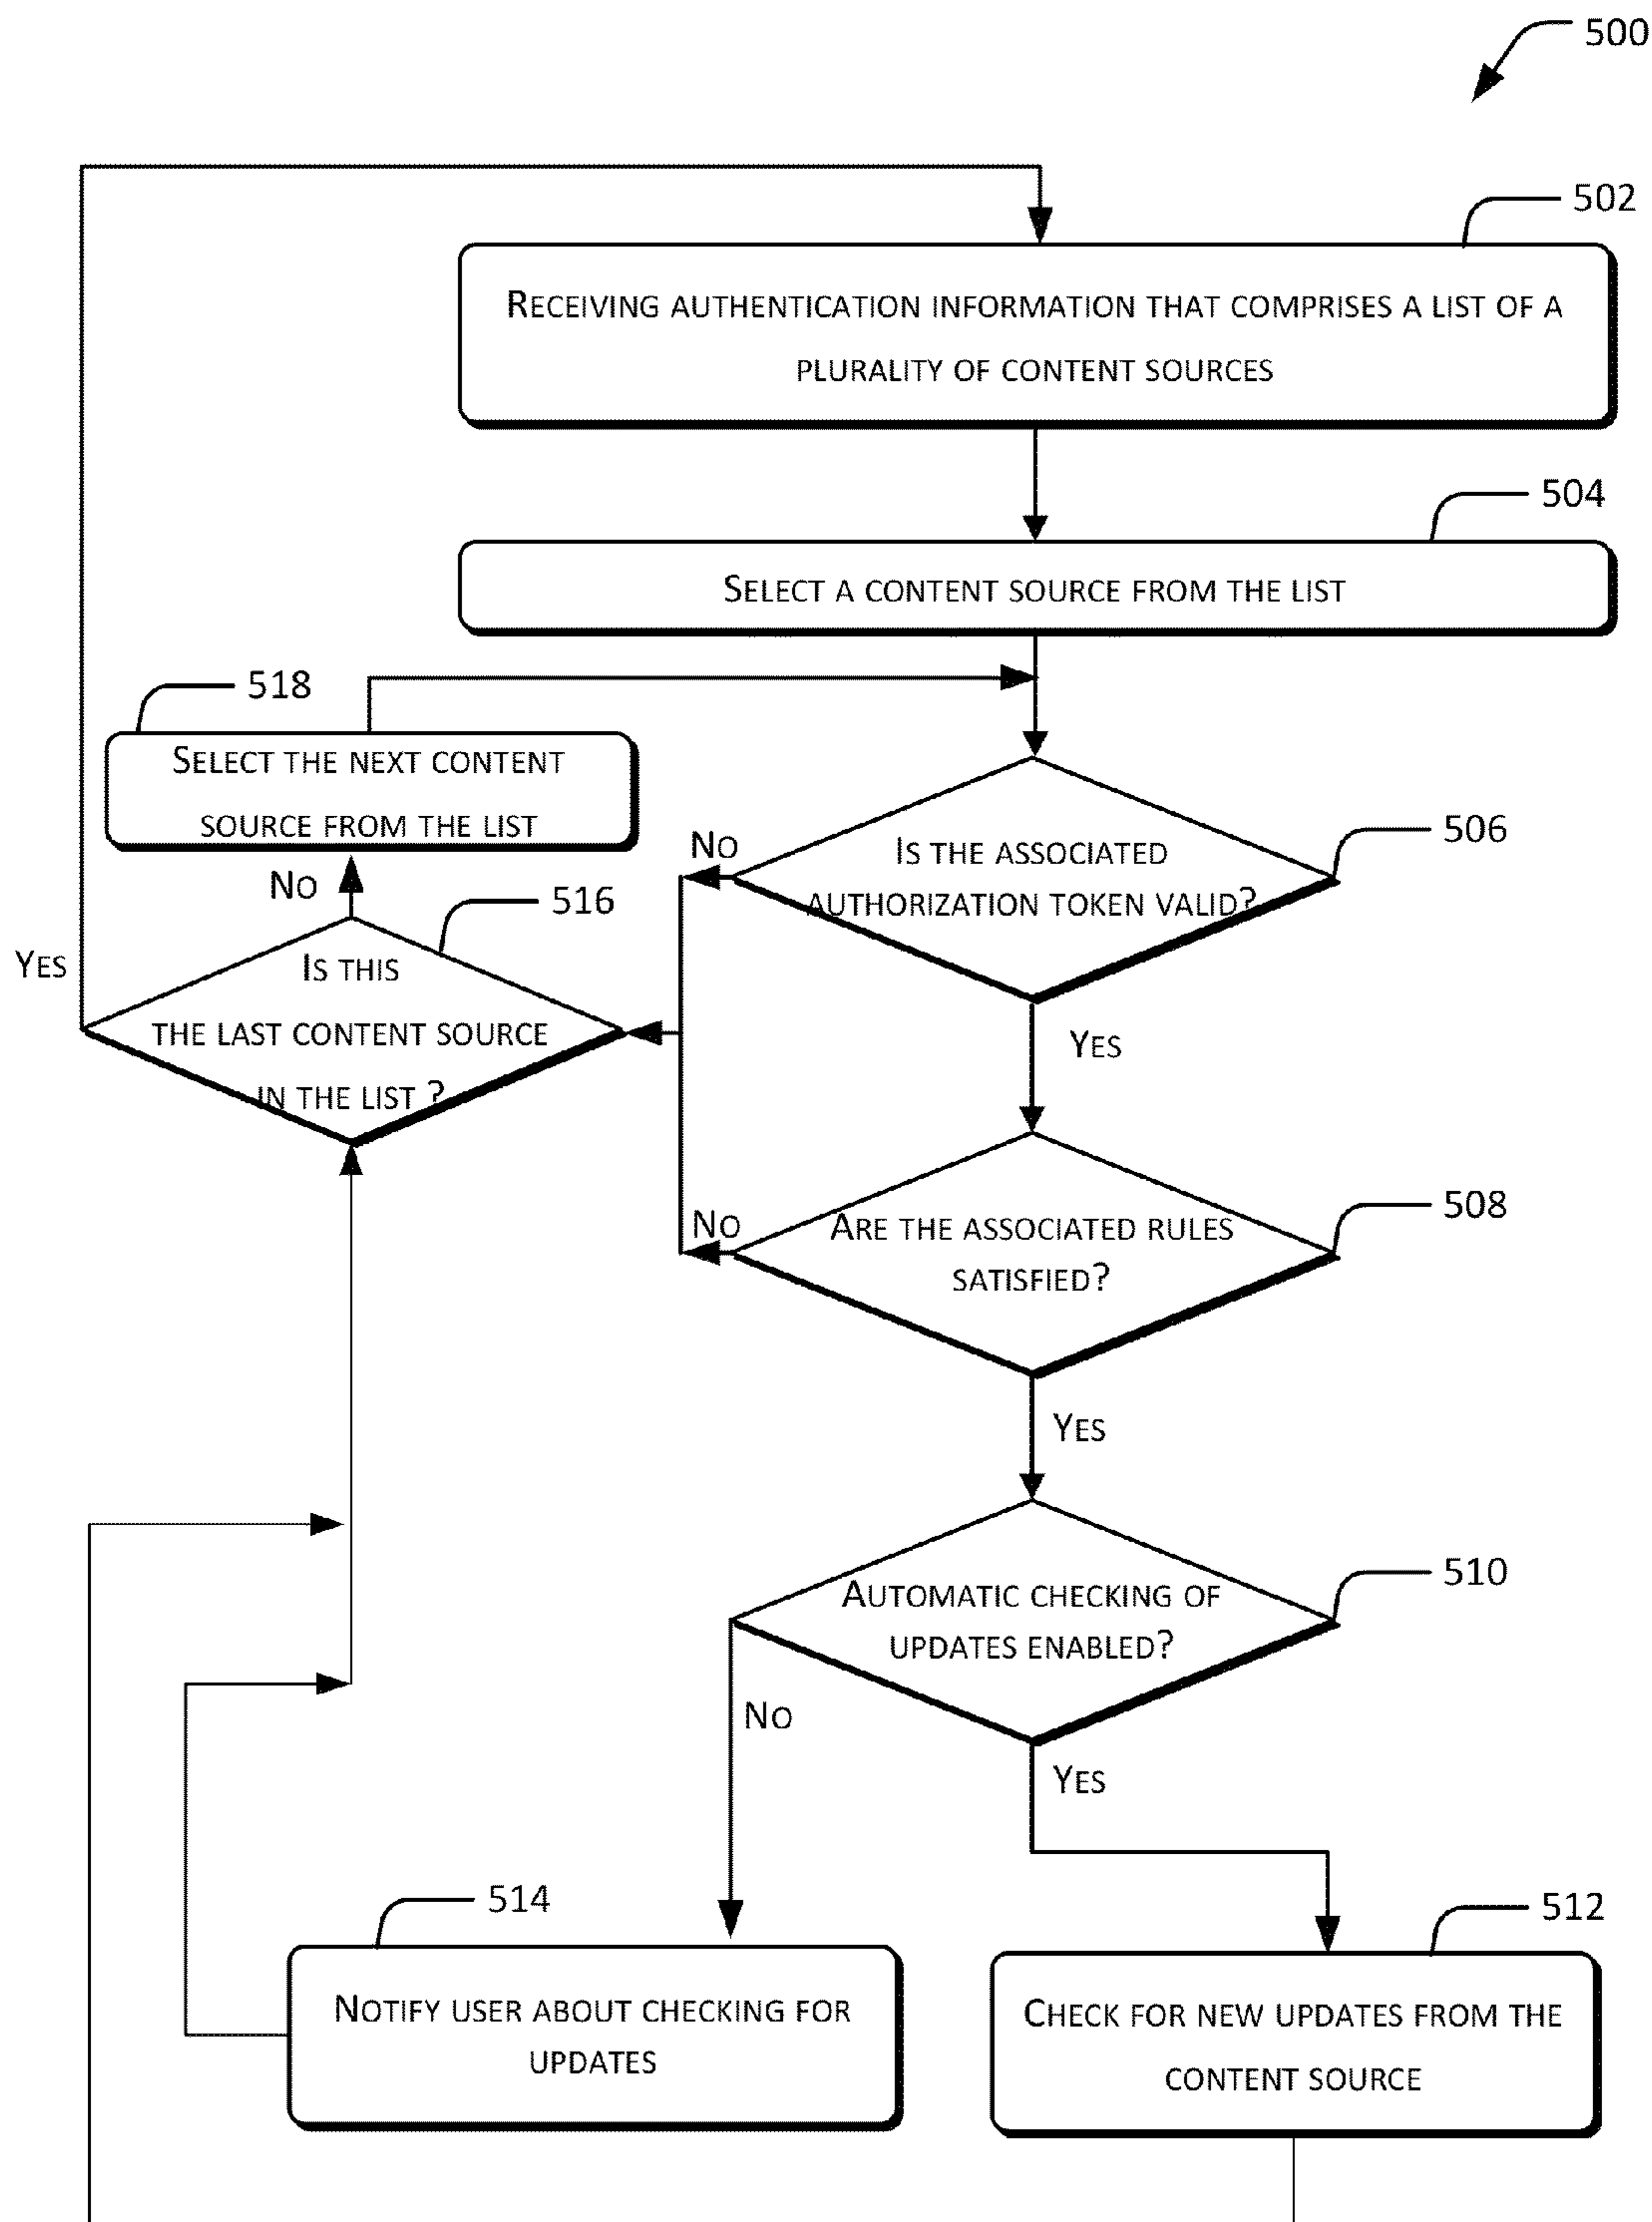 500
502
Receiving authentication information that comprises a list of a
plurality of content sources
504
Select a content source from the list
518
Select the next content
source from the list
No
506
Is the associated
authorization token valid?
No
516
Yes
Is this
the last content source
in the list ?
Yes
508
No
Are the associated rules
satisfied?
Yes
510
Automatic checking of
updates enabled?
No
Yes
514
512
Notify user about checking for
updates
Check for new updates from the
content source